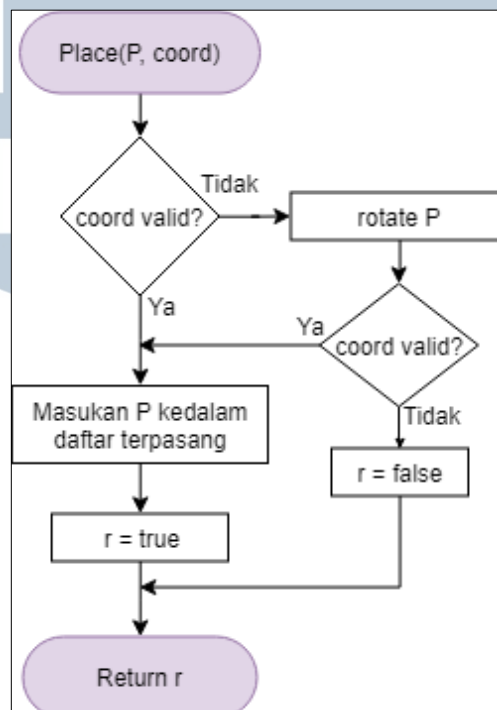 Place(P, coord)
Tidak
coord valid?
rotate P
Ya
Ya
coord valid?
Masukan P kedalam
daftar terpasang
Tidak
r = false
r = true
Return r